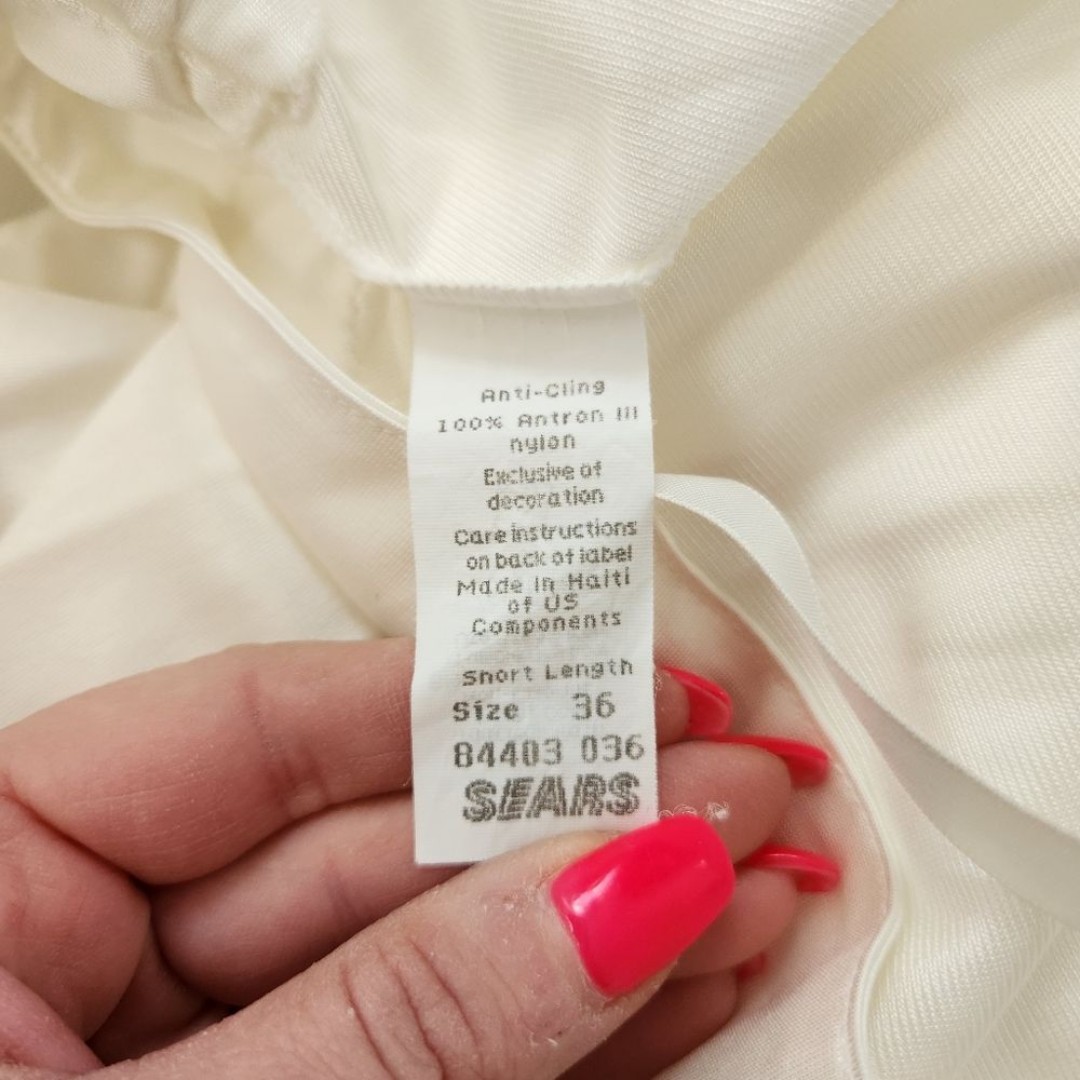 Anti-Cling
100% Antron III
nylon
Exclusive of
decoration
Care instructions
on back of label
Made in Haiti
of US
Components
Short Length
Size 36
84403 036
SEARS